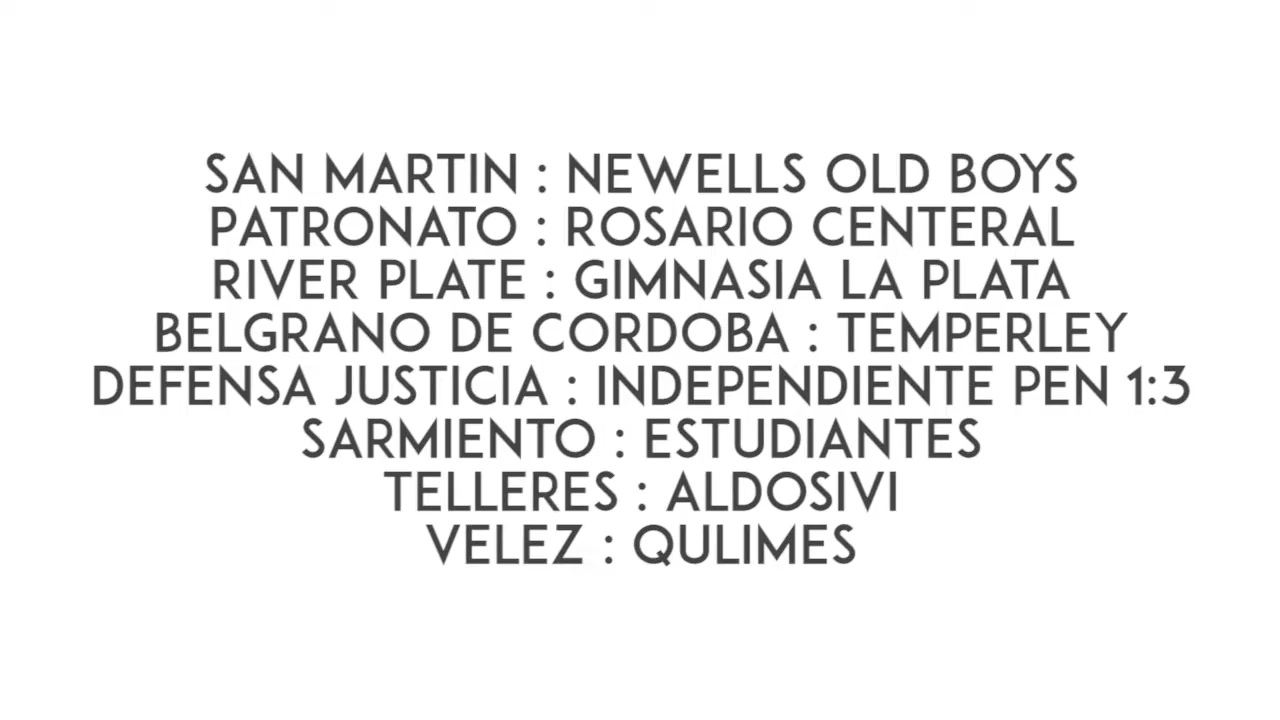 SAN MARTIN : NEWELLS OLD BOYS
PATRONATO : ROSARIO CENTERAL
RIVER PLATE : GIMNASIA LA PLATA
BELGRANO DE CORDOBA : TEMPERLEY
DEFENSA JUSTICIA : INDEPENDIENTE PEN 1:3
SARMIENTO : ESTUDIANTES
TELLERES : ALDOSIVI
VELEZ : QULIMES